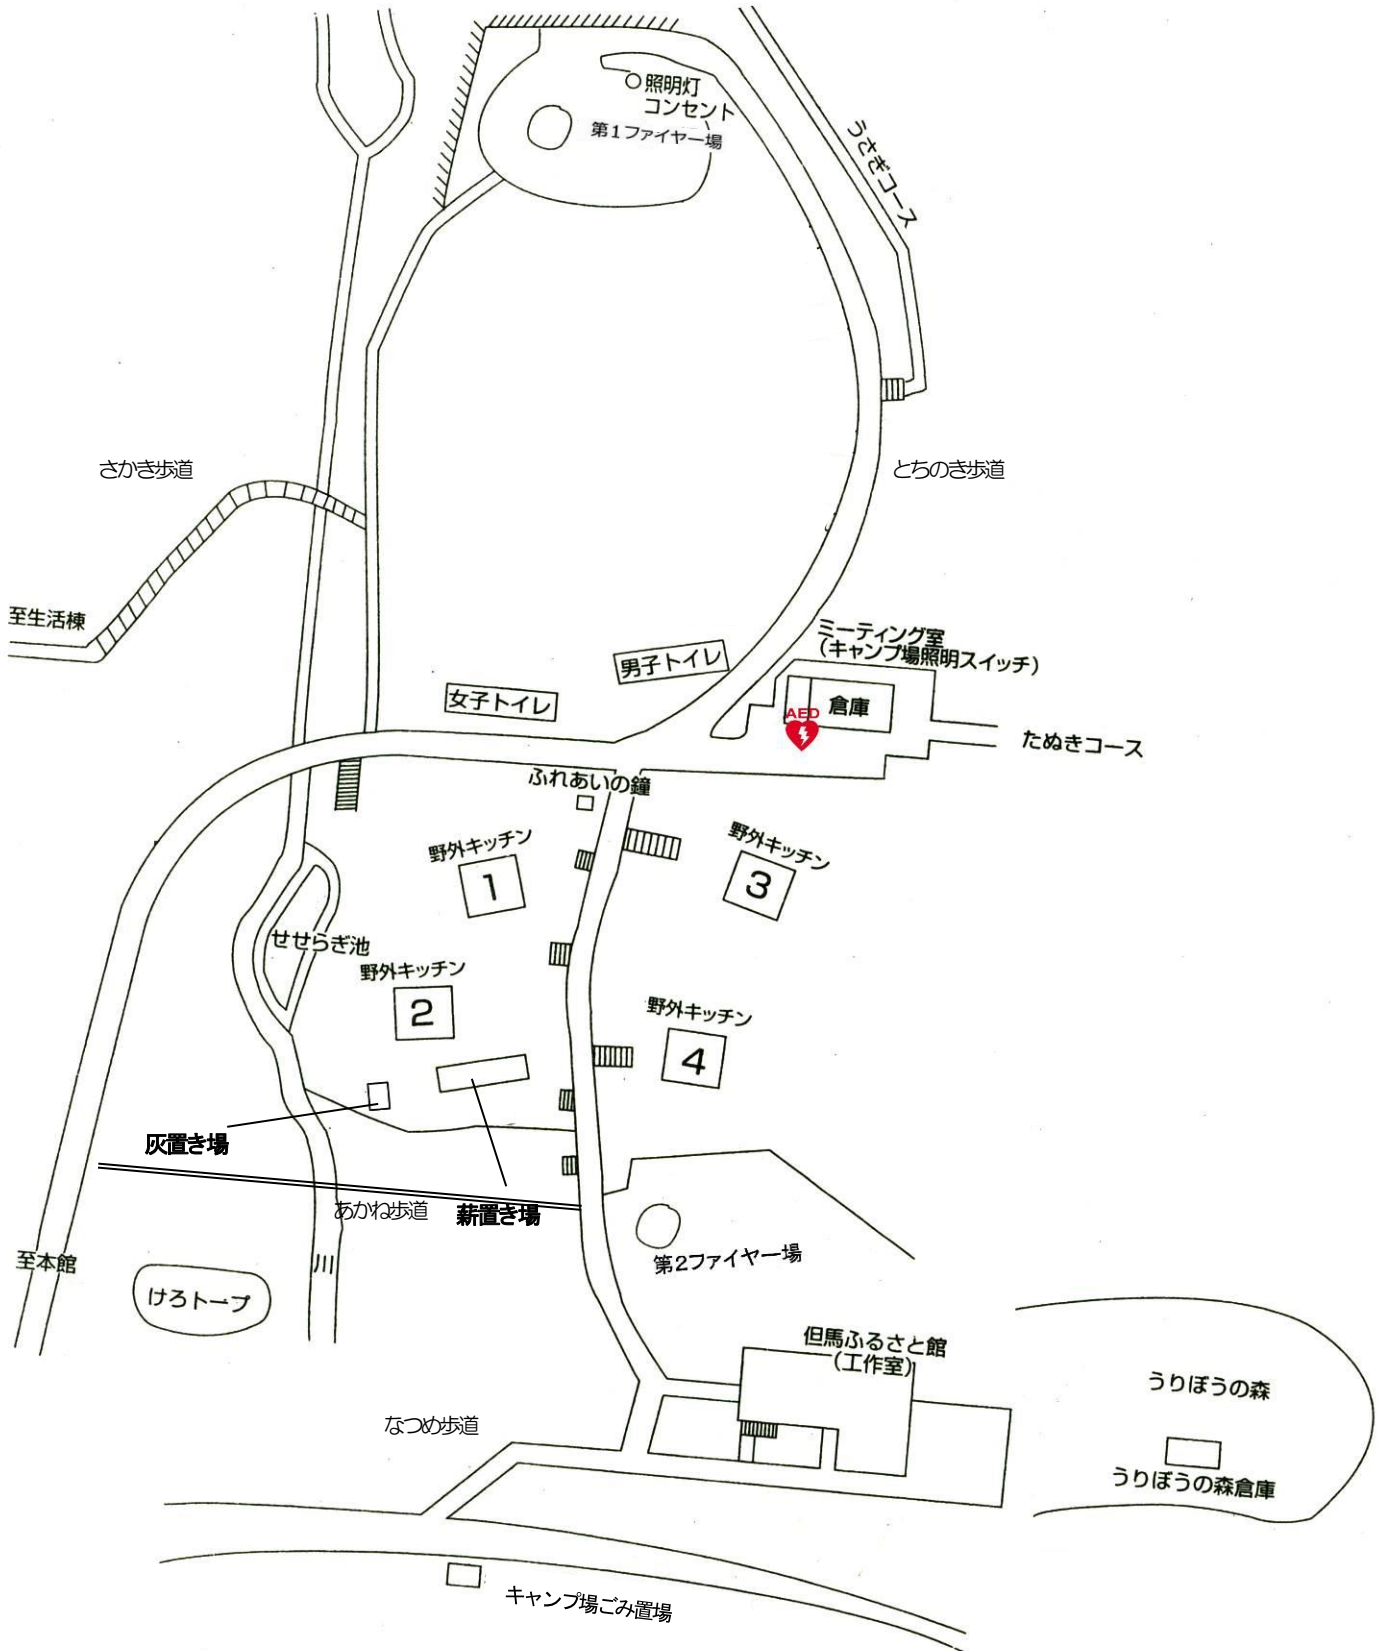 照明灯
コンセント
第1ファイヤー場
うさぎコース
さかき歩道
とちのき歩道
至生活棟
ミーティング室
(キャンプ場照明スイッチ)
男子トイレ
女子トイレ
倉庫
AED
たぬきコース
ふれあいの鐘
野外キッチン
1
野外キッチン
3
せせらぎ池
野外キッチン
2
野外キッチン
4
灰置き場
あかね歩道
薪置き場
至本館
川
第2ファイヤー場
けろトープ
但馬ふるさと館
(工作室)
うりぼうの森
なつめ歩道
うりぼうの森倉庫
キャンプ場ごみ置場